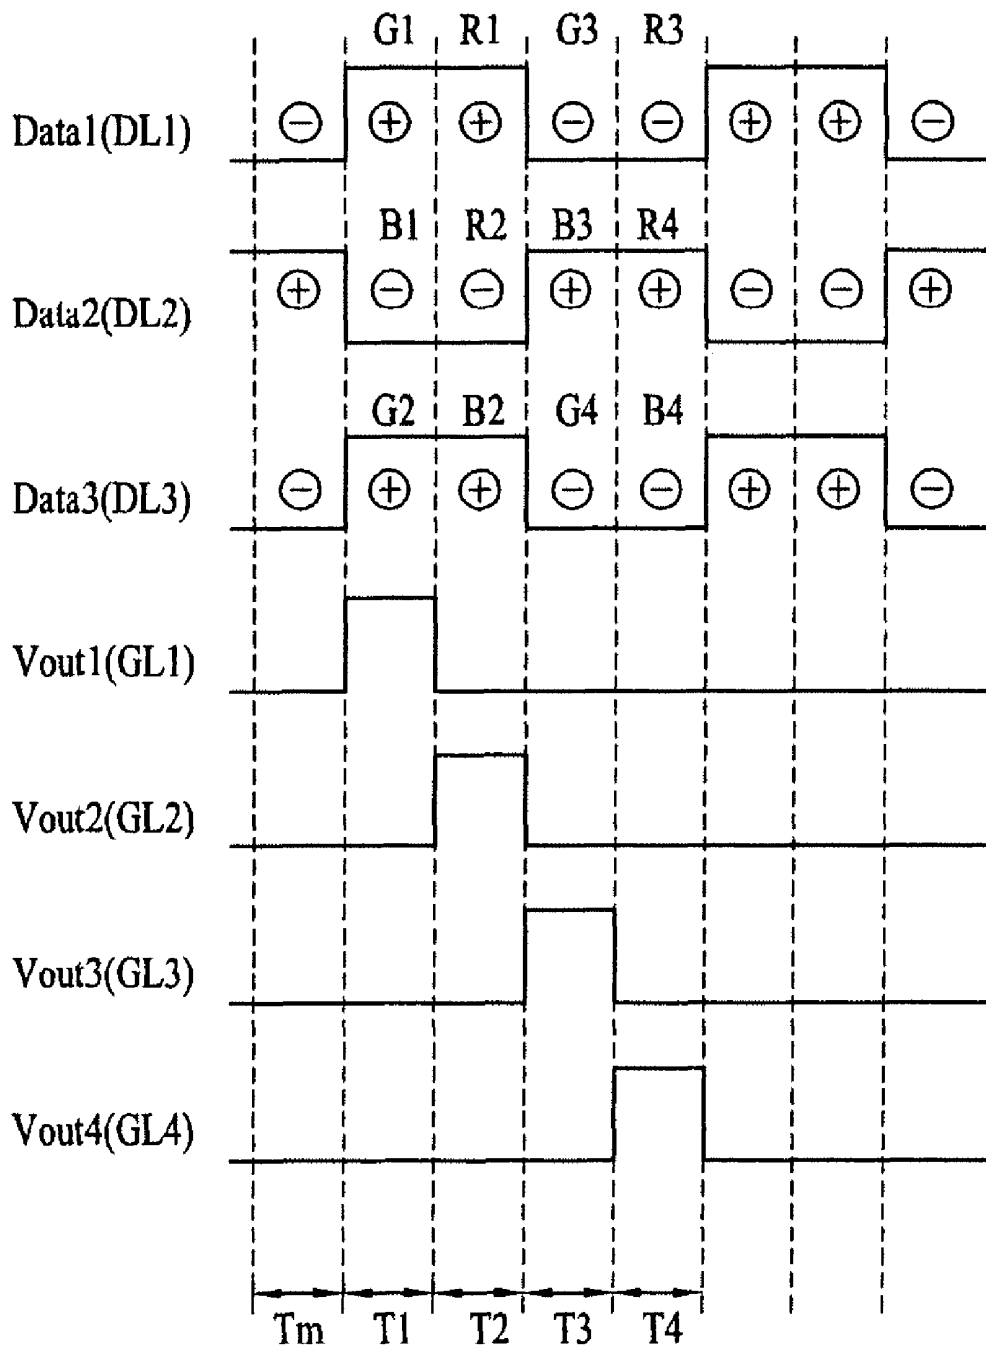 G1 R1 G3 R3
Data1(DL1) − + + − − + + −
B1 R2 B3 R4
Data2(DL2) + − − + + − − +
G2 B2 G4 B4
Data3(DL3) − + + − − + + −
Vout1(GL1)
Vout2(GL2)
Vout3(GL3)
Vout4(GL4)
Tm T1 T2 T3 T4